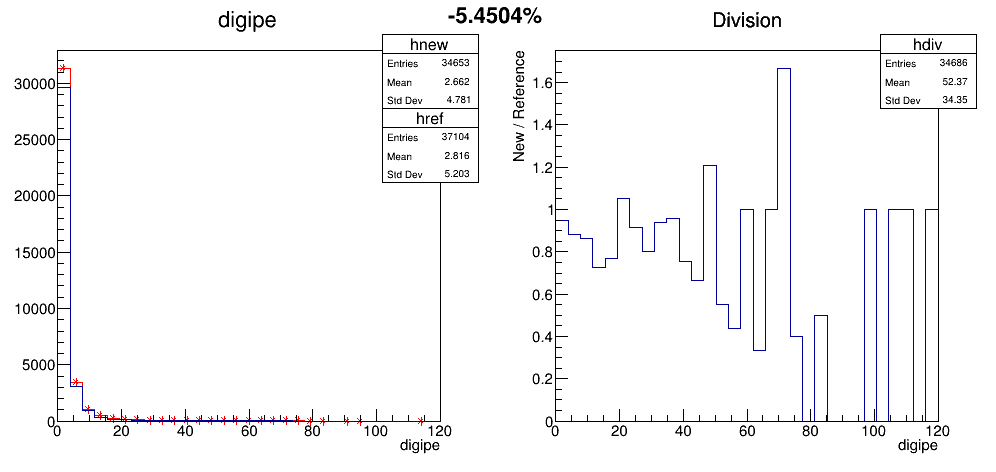 -5.4504%
digipe
hnew
Entries 34653
Mean 2.662
Std Dev 4.781
href
Entries 37104
Mean 2.816
Std Dev 5.203
30000
25000
20000
15000
10000
5000
0
0 20 40 60 80 100 120
digipe
Division
hdiv
Entries 34686
Mean 52.37
Std Dev 34.35
New / Reference
1.6
1.4
1.2
1
0.8
0.6
0.4
0.2
0
0 20 40 60 80 100 120
digipe